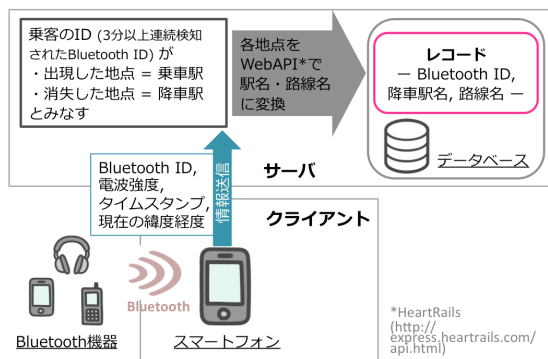 乗客のID (3分以上連続検知
されたBluetooth ID) が
・出現した地点 = 乗車駅
・消失した地点 = 降車駅
とみなす
各地点を
WebAPI*で
駅名・路線名
に変換
レコード
― Bluetooth ID,
降車駅名, 路線名 ―
データベース
サーバ
Bluetooth ID,
電波強度,
タイムスタンプ,
現在の緯度経度
情報送信
クライアント
Bluetooth
Bluetooth機器
スマートフォン
*HeartRails
(http://
express.heartrails.com/
api.html)